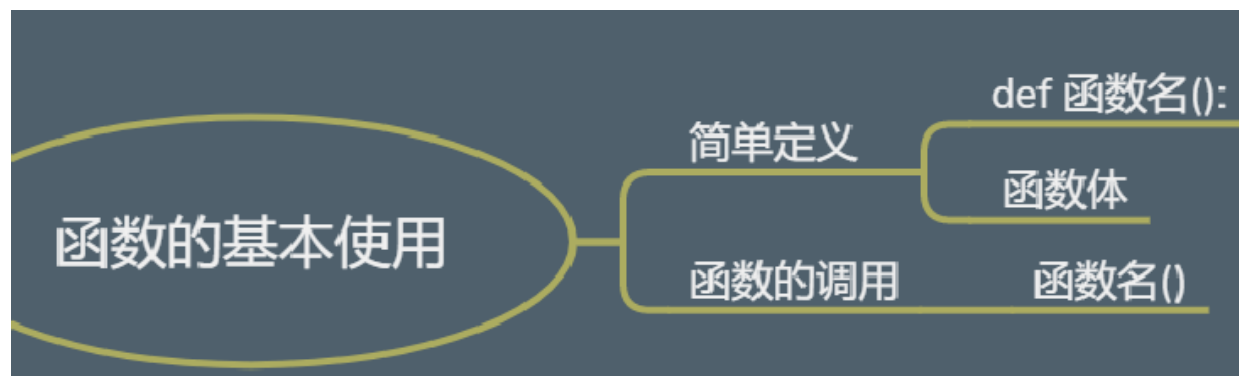 函数的基本使用
简单定义
def 函数名():
函数体
函数的调用
函数名()